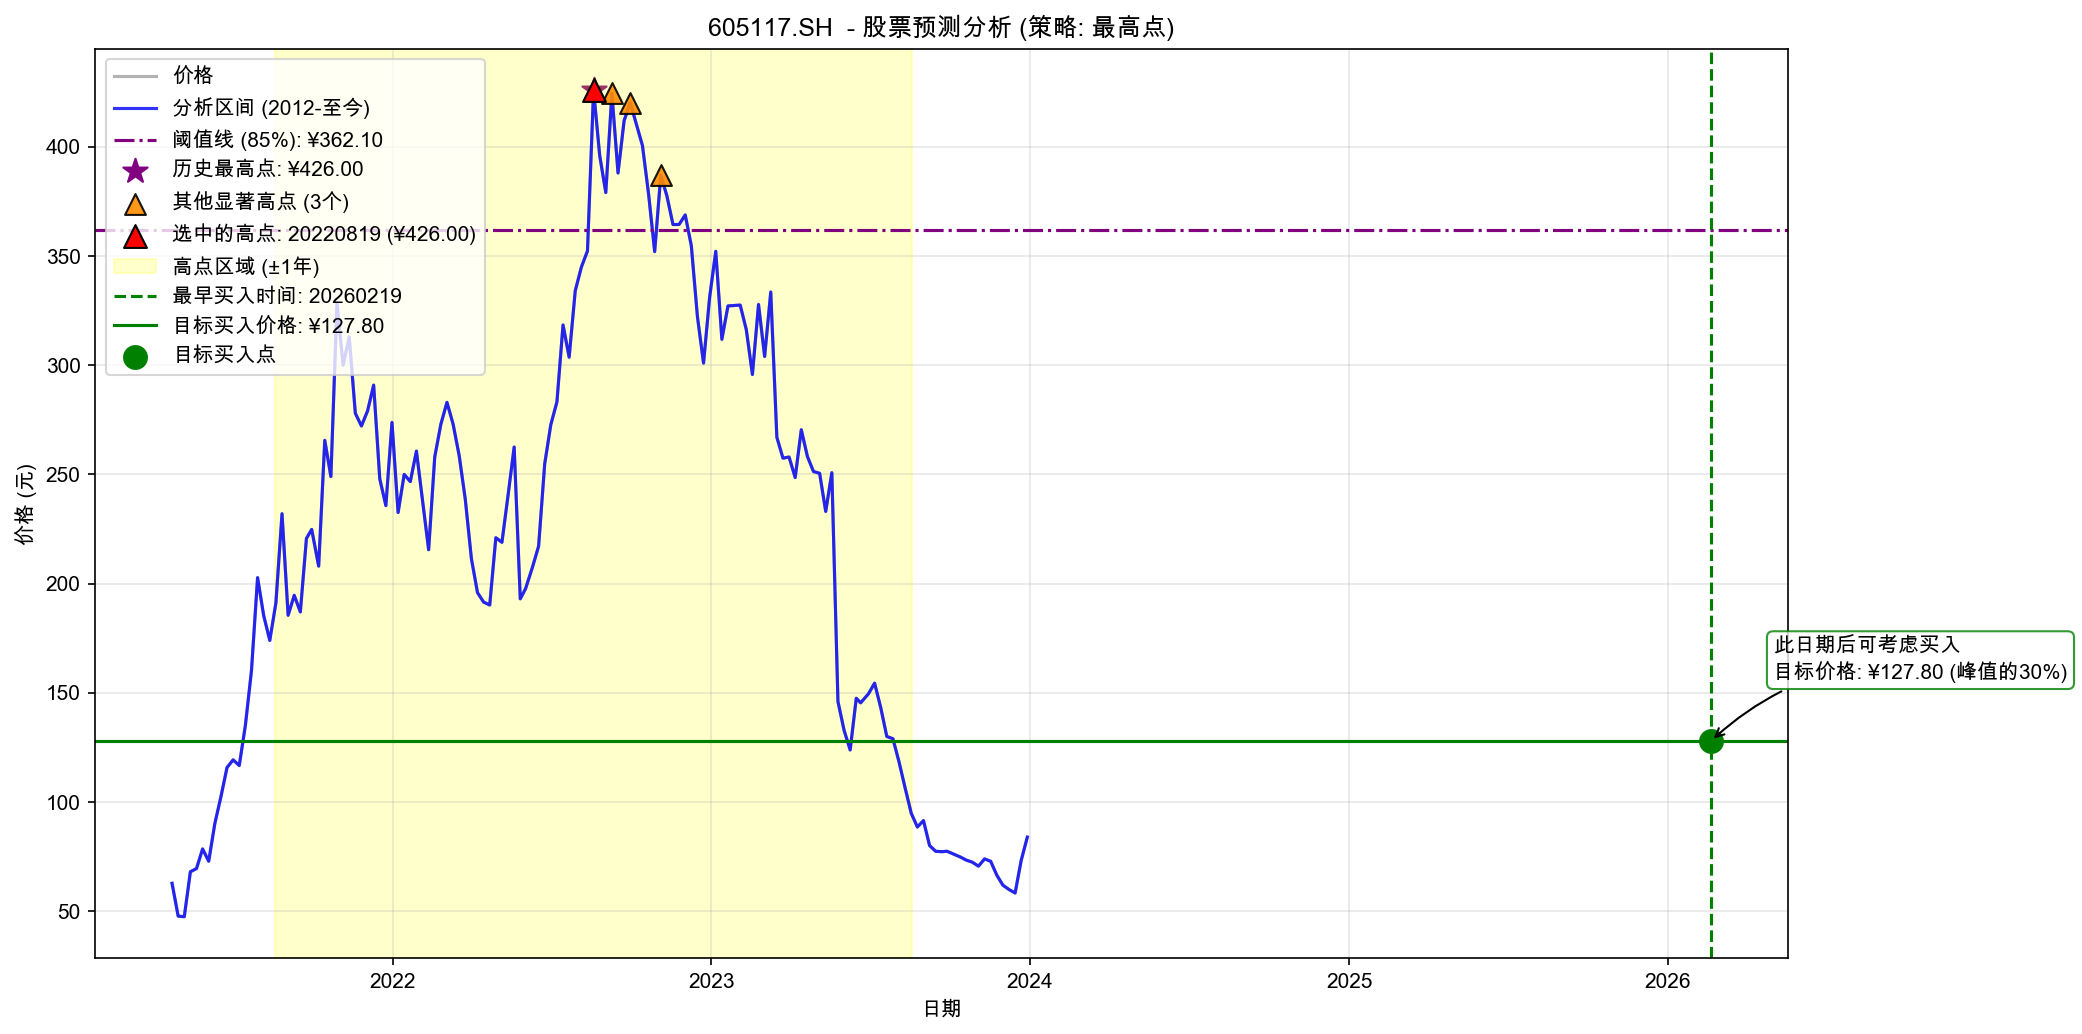 605117.SH  - 股票预测分析 (策略: 最高点)
价格
分析区间 (2012-至今)
阈值线 (85%): ¥362.10
历史最高点: ¥426.00
其他显著高点 (3个)
选中的高点: 20220819 (¥426.00)
高点区域 (±1年)
最早买入时间: 20260219
目标买入价格: ¥127.80
目标买入点
400
350
300
250
200
150
100
50
价格 (元)
此日期后可考虑买入
目标价格: ¥127.80 (峰值的30%)
2022
2023
2024
2025
2026
日期